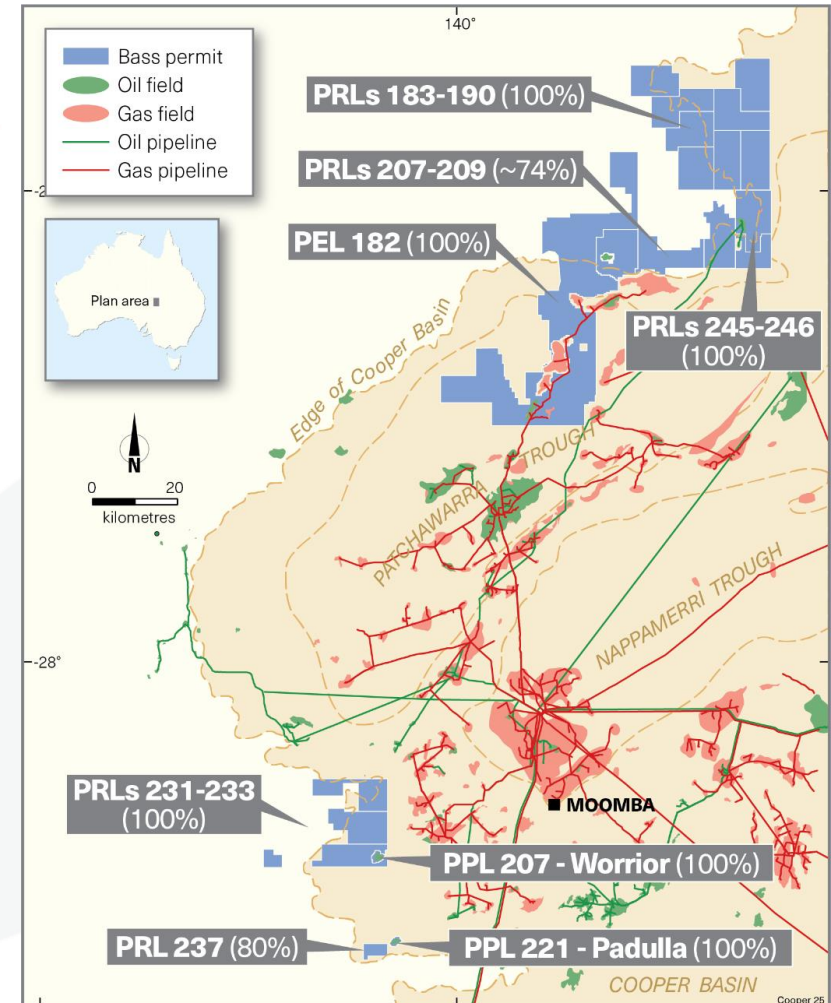 140°
Bass permit
Oil field
Gas field
Oil pipeline
Gas pipeline
PRLs 183-190 (100%)
PRLs 207-209 (~74%)
PEL 182 (100%)
Plan area
PRLs 245-246
(100%)
Edge of Cooper Basin
N
0 20
kilometres
PATCHAWARRA TROUGH
NAPPAMERRI TROUGH
-28°
PRLs 231-233
(100%)
MOOMBA
PPL 207 - Worrior (100%)
PRL 237 (80%)
PPL 221 - Padulla (100%)
COOPER BASIN
Cooper 25